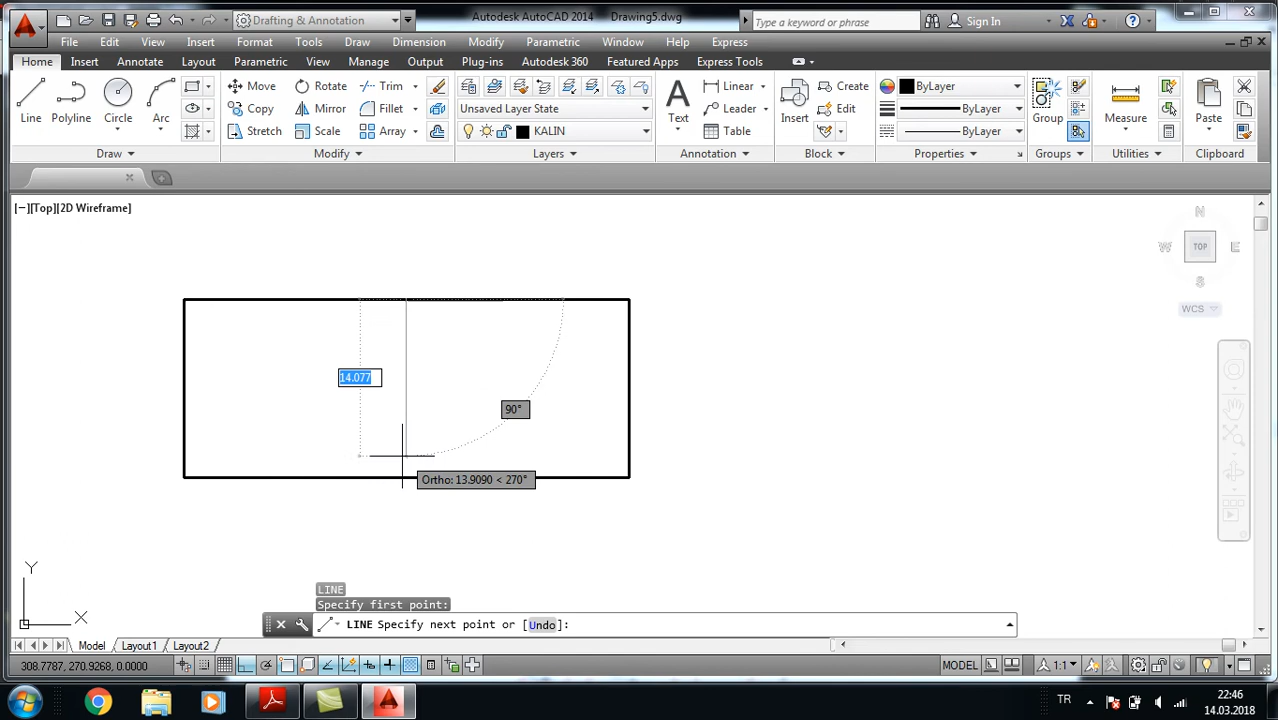 Drafting & Annotation
Autodesk AutoCAD 2014 Drawing5.dwg
Type a keyword or phrase
Sign In
File Edit View Insert Format Tools Draw Dimension Modify Parametric Window Help Express
Home Insert Annotate Layout Parametric View Manage Output Plug-ins Autodesk 360 Featured Apps Express Tools
Line Polyline Circle Arc
Move Rotate Trim
Copy Mirror Fillet
Stretch Scale Array
Unsaved Layer State
KALIN
Text
Linear
Leader
Table
Insert
Create
Edit
ByLayer
ByLayer
ByLayer
Group
Measure
Paste
Draw Modify Layers Annotation Block Properties Groups Utilities Clipboard
[−][Top][2D Wireframe]
N
W TOP E
S
WCS
14.077
90°
Ortho: 13.9090 < 270°
Y
X
LINE
Specify first point:
LINE Specify next point or [Undo]:
Model Layout1 Layout2
308.7787, 270.9268, 0.0000
MODEL
1:1
TR
22:46
14.03.2018